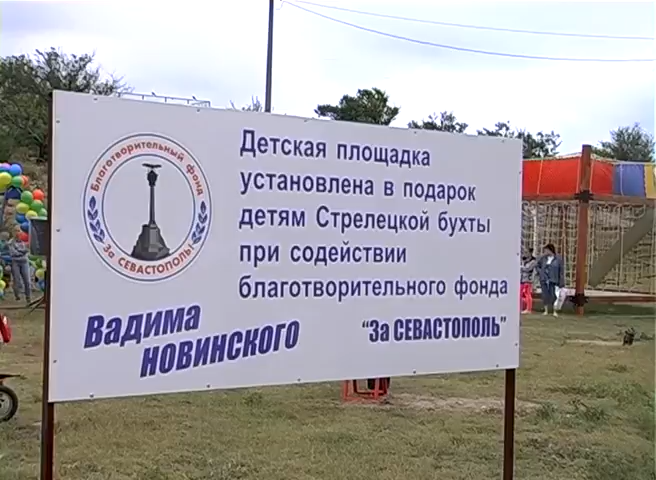 Благотворительный фонд
За СЕВАСТОПОЛЬ!
Детская площадка
установлена в подарок
детям Стрелецкой бухты
при содействии
благотворительного фонда
Вадима
НОВИНСКОГО
“За СЕВАСТОПОЛЬ”